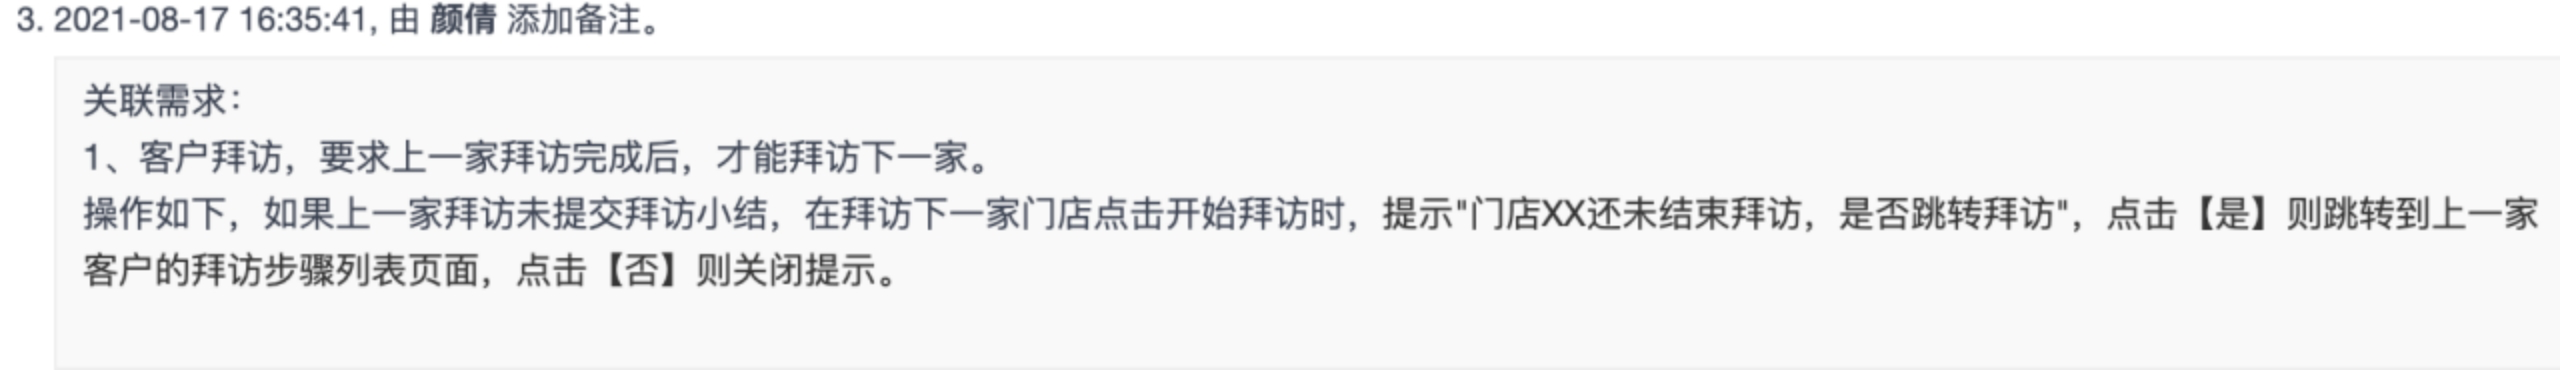 3. 2021-08-17 16:35:41, 由 颜倩 添加备注。
关联需求：
1、客户拜访，要求上一家拜访完成后，才能拜访下一家。
操作如下，如果上一家拜访未提交拜访小结，在拜访下一家门店点击开始拜访时，提示"门店XX还未结束拜访，是否跳转拜访"，点击【是】则跳转到上一家
客户的拜访步骤列表页面，点击【否】则关闭提示。